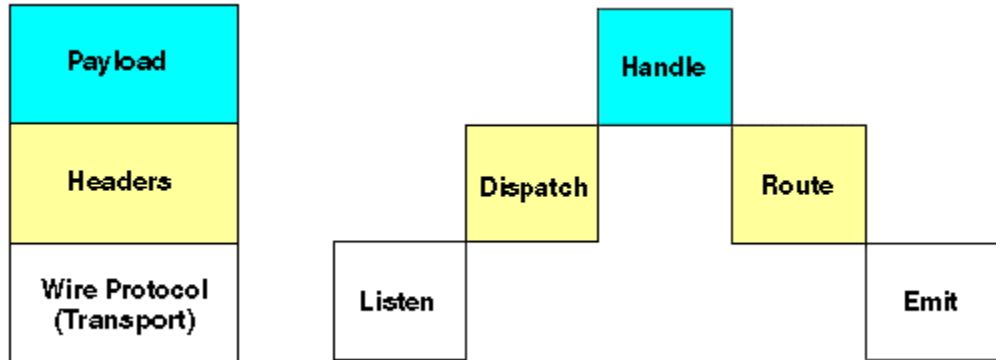 Payload
Handle
Headers
Dispatch
Route
Wire Protocol
(Transport)
Listen
Emit